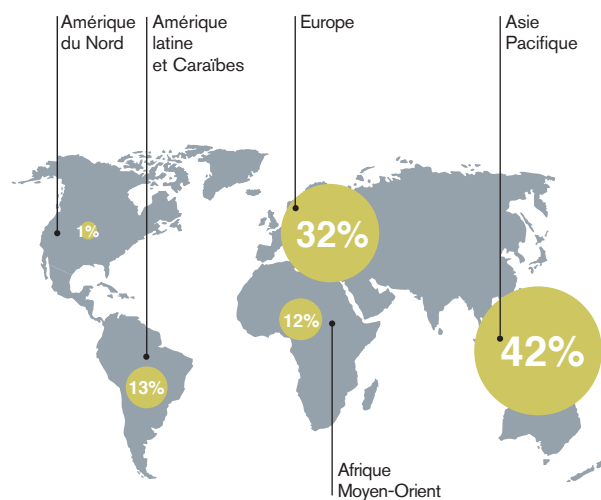 Amérique
du Nord
Amérique
latine
et Caraïbes
Europe
Asie
Pacifique
1%
32%
12%
42%
13%
Afrique
Moyen-Orient